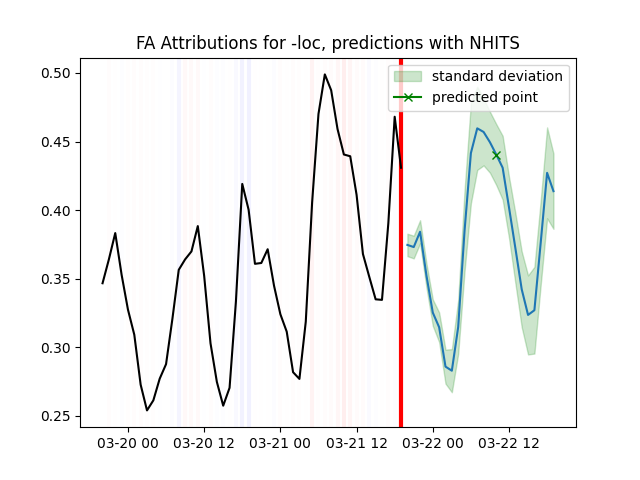 FA Attributions for -loc, predictions with NHITS
standard deviation
predicted point
0.50
0.45
0.40
0.35
0.30
0.25
03-20 00 03-20 12 03-21 00 03-21 12 03-22 00 03-22 12